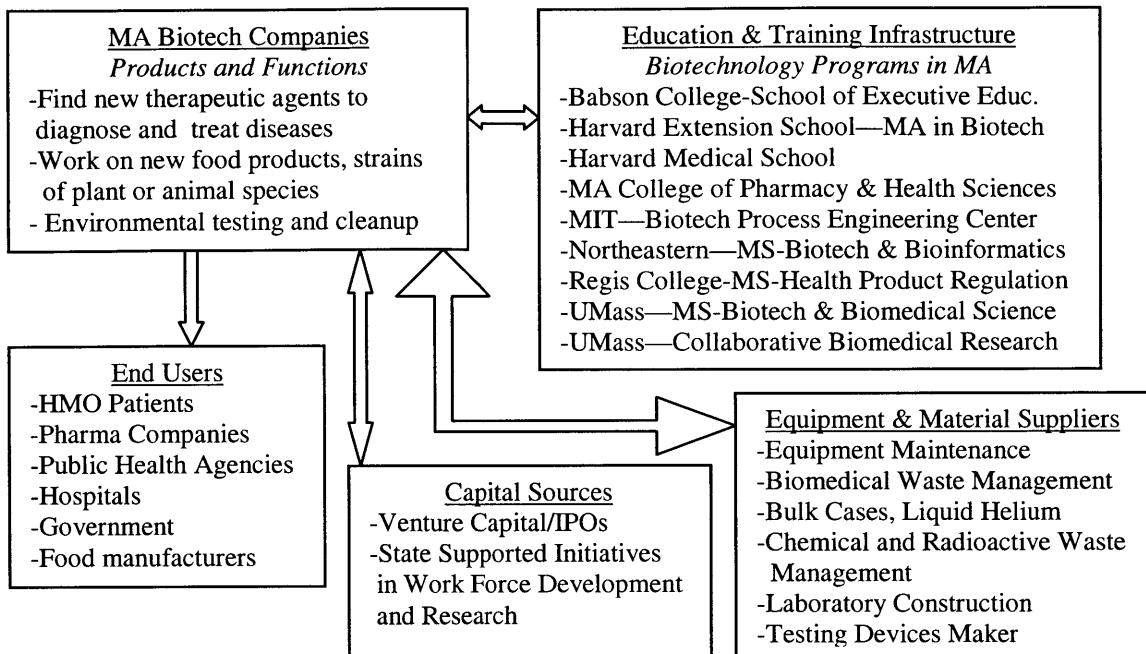 MA Biotech Companies
Products and Functions
-Find new therapeutic agents to
diagnose and treat diseases
-Work on new food products, strains
of plant or animal species
- Environmental testing and cleanup
Education & Training Infrastructure
Biotechnology Programs in MA
-Babson College-School of Executive Educ.
-Harvard Extension School—MA in Biotech
-Harvard Medical School
-MA College of Pharmacy & Health Sciences
-MIT—Biotech Process Engineering Center
-Northeastern—MS-Biotech & Bioinformatics
-Regis College-MS-Health Product Regulation
-UMass—MS-Biotech & Biomedical Science
-UMass—Collaborative Biomedical Research
End Users
-HMO Patients
-Pharma Companies
-Public Health Agencies
-Hospitals
-Government
-Food manufacturers
Capital Sources
-Venture Capital/IPOs
-State Supported Initiatives
in Work Force Development
and Research
Equipment & Material Suppliers
-Equipment Maintenance
-Biomedical Waste Management
-Bulk Cases, Liquid Helium
-Chemical and Radioactive Waste
Management
-Laboratory Construction
-Testing Devices Maker